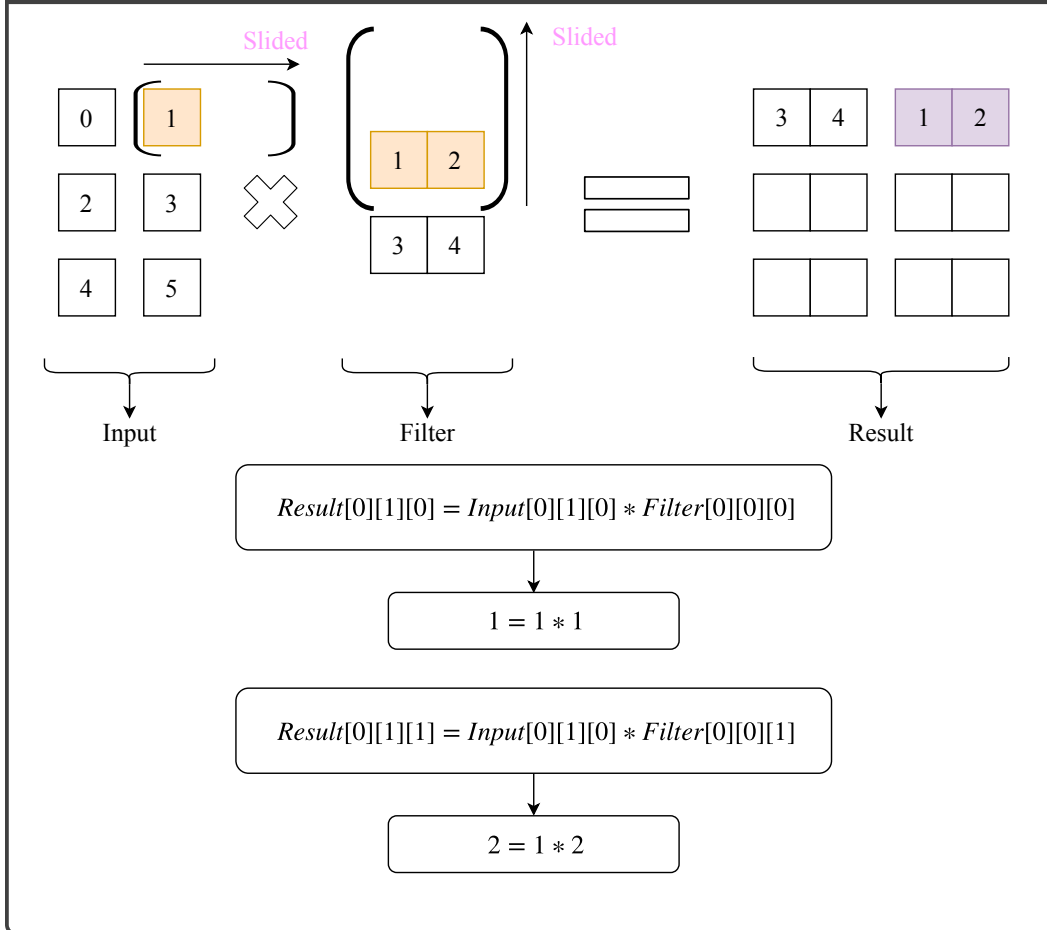 Slided
Slided
0 1
1 2
3 4 1 2
2 3
3 4
4 5
Input
Filter
Result
Result[0][1][0] = Input[0][1][0] ∗ Filter[0][0][0]
1 = 1 ∗ 1
Result[0][1][1] = Input[0][1][0] ∗ Filter[0][0][1]
2 = 1 ∗ 2